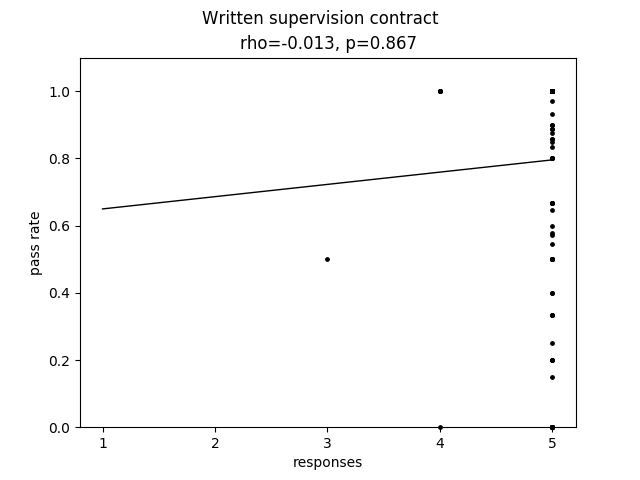 Written supervision contract
rho=-0.013, p=0.867
1.0
0.8
0.6
0.4
0.2
0.0
pass rate
1 2 3 4 5
responses